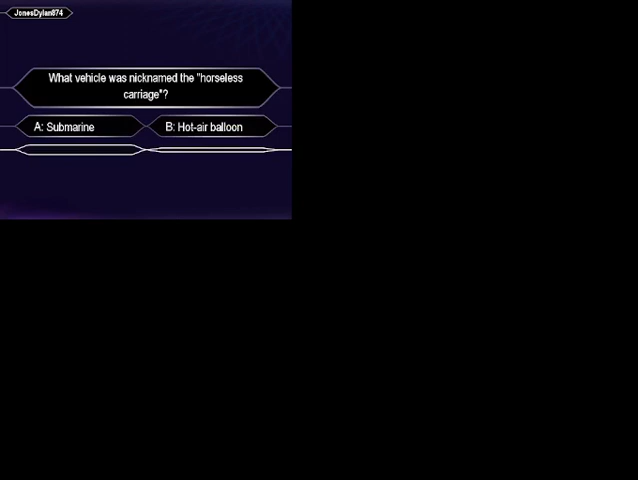 JonesDylan874
What vehicle was nicknamed the "horseless
carriage"?
A: Submarine
B: Hot-air balloon